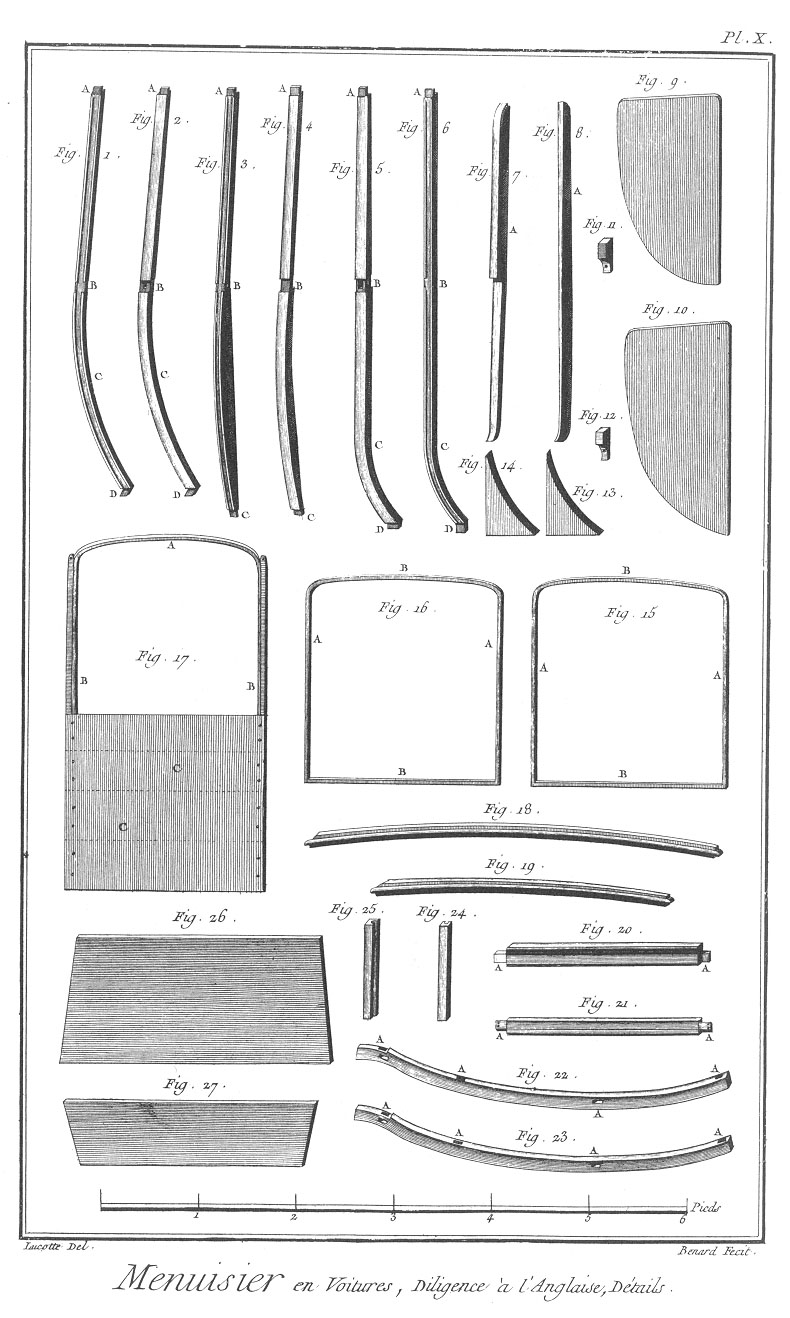 Pl. X.
Fig. 9.
A A A A A A
Fig. 1.
Fig. 2.
Fig. 3.
Fig. 4
Fig. 5.
Fig. 6
Fig. 7.
Fig. 8.
A
A
Fig. 11.
B B B B B B
Fig. 10.
C C C C
Fig. 12.
D D C C D D
Fig. 14.
Fig. 13.
A
Fig. 17.
B B
C
C
B
Fig. 16.
A A
B
B
Fig. 15
A A
B
Fig. 18.
Fig. 19.
Fig. 26.
Fig. 25.
Fig. 24.
Fig. 20.
A A
Fig. 21.
A A
Fig. 27.
A A
Fig. 22.
A A
A A
Fig. 23.
A A
1 2 3 4 5 6 Pieds
Lucotte Del.
Benard Fecit.
Menuisier en Voitures, Diligence à l'Anglaise, Détails.